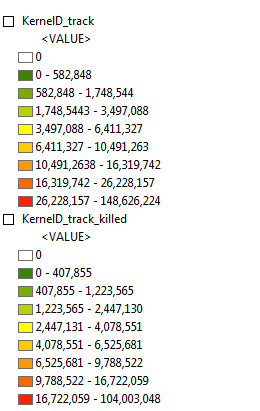 KernelD_track
<VALUE>
0
0 - 582,848
582,848 - 1,748,544
1,748,5443 - 3,497,088
3,497,088 - 6,411,327
6,411,327 - 10,491,263
10,491,2638 - 16,319,742
16,319,742 - 26,228,157
26,228,157 - 148,626,224
KernelD_track_killed
<VALUE>
0
0 - 407,855
407,855 - 1,223,565
1,223,565 - 2,447,130
2,447,131 - 4,078,551
4,078,551 - 6,525,681
6,525,681 - 9,788,522
9,788,522 - 16,722,059
16,722,059 - 104,003,048